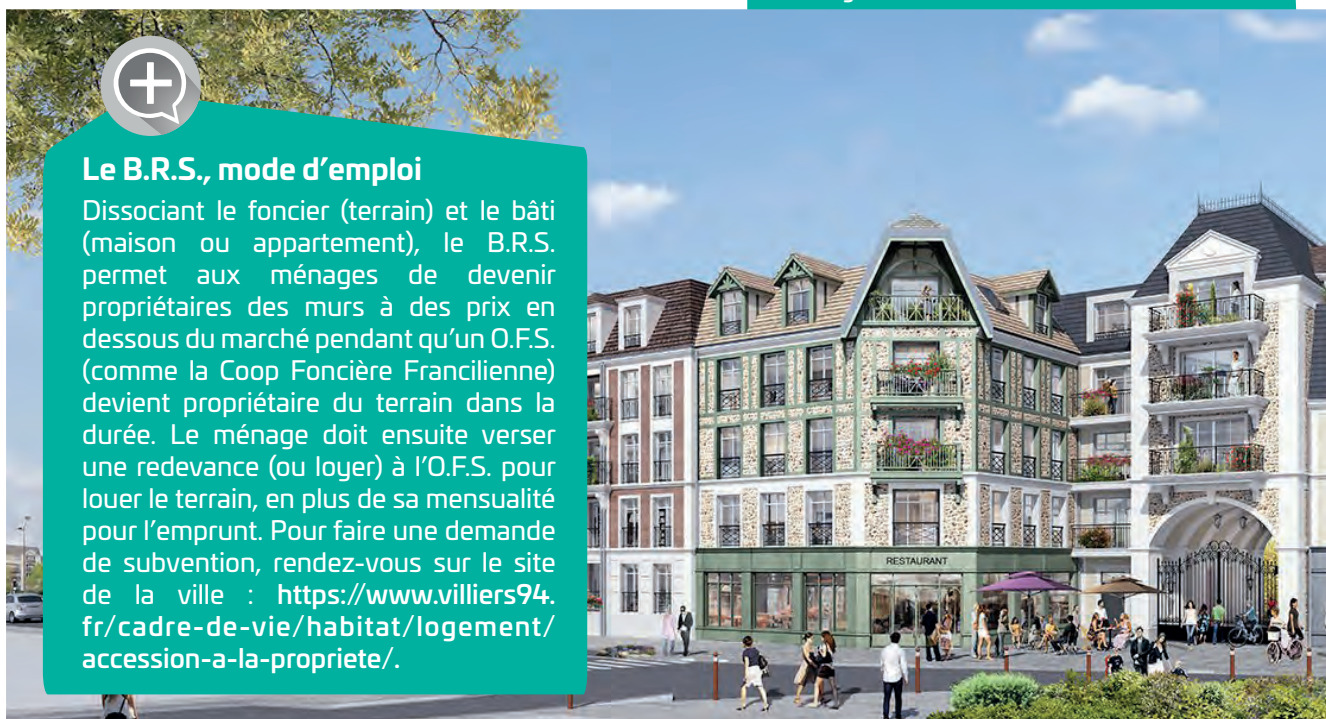 Le B.R.S., mode d'emploi
Dissociant le foncier (terrain) et le bâti
(maison ou appartement), le B.R.S.
permet aux ménages de devenir
propriétaires des murs à des prix en
dessous du marché pendant qu'un O.F.S.
(comme la Coop Foncière Francilienne)
devient propriétaire du terrain dans la
durée. Le ménage doit ensuite verser
une redevance (ou loyer) à l'O.F.S. pour
louer le terrain, en plus de sa mensualité
pour l'emprunt. Pour faire une demande
de subvention, rendez-vous sur le site
de la ville : https://www.villiers94.
fr/cadre-de-vie/habitat/logement/
accession-a-la-propriete/.
RESTAURANT